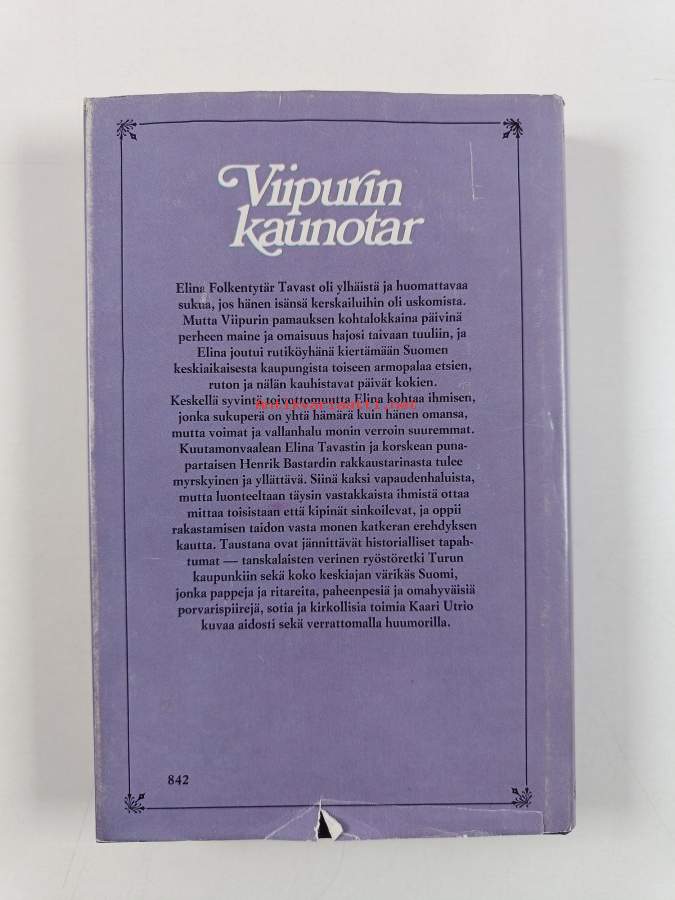 Viipurin
kaunotar
Elina Folkentytär Tavast oli ylhäistä ja huomattavaa
sukua, jos hänen isänsä kerskailuihin oli uskomista.
Mutta Viipurin pamauksen kohtalokkaina päivinä
perheen maine ja omaisuus hajosi taivaan tuuliin, ja
Elina joutui rutiköyhänä kiertämään Suomen
keskiaikaisesta kaupungista toiseen armopalaa etsien,
ruton ja nälän kauhistavat päivät kokien.
Keskellä syvintä toivottomuutta Elina kohtaa ihmisen,
jonka sukuperä on yhtä hämärä kuin hänen omansa,
mutta voimat ja vallanhalu monin verroin suuremmat.
Kuutamonvaalean Elina Tavastin ja korskean puna-
partaisen Henrik Bastardin rakkaustarinasta tulee
myrskyinen ja yllättävä. Siinä kaksi vapaudenhaluista,
mutta luonteeltaan täysin vastakkaista ihmistä ottaa
mittaa toisistaan että kipinät sinkoilevat, ja oppii
rakastamisen taidon vasta monen katkeran erehdyksen
kautta. Taustana ovat jännittävät historialliset tapah-
tumat — tanskalaisten verinen ryöstöretki Turun
kaupunkiin sekä koko keskiajan värikäs Suomi,
jonka pappeja ja ritareita, paheenpesiä ja omahyväisiä
porvarispiirejä, sotia ja kirkollisia toimia Kaari Utrio
kuvaa aidosti sekä verrattomalla huumorilla.
842